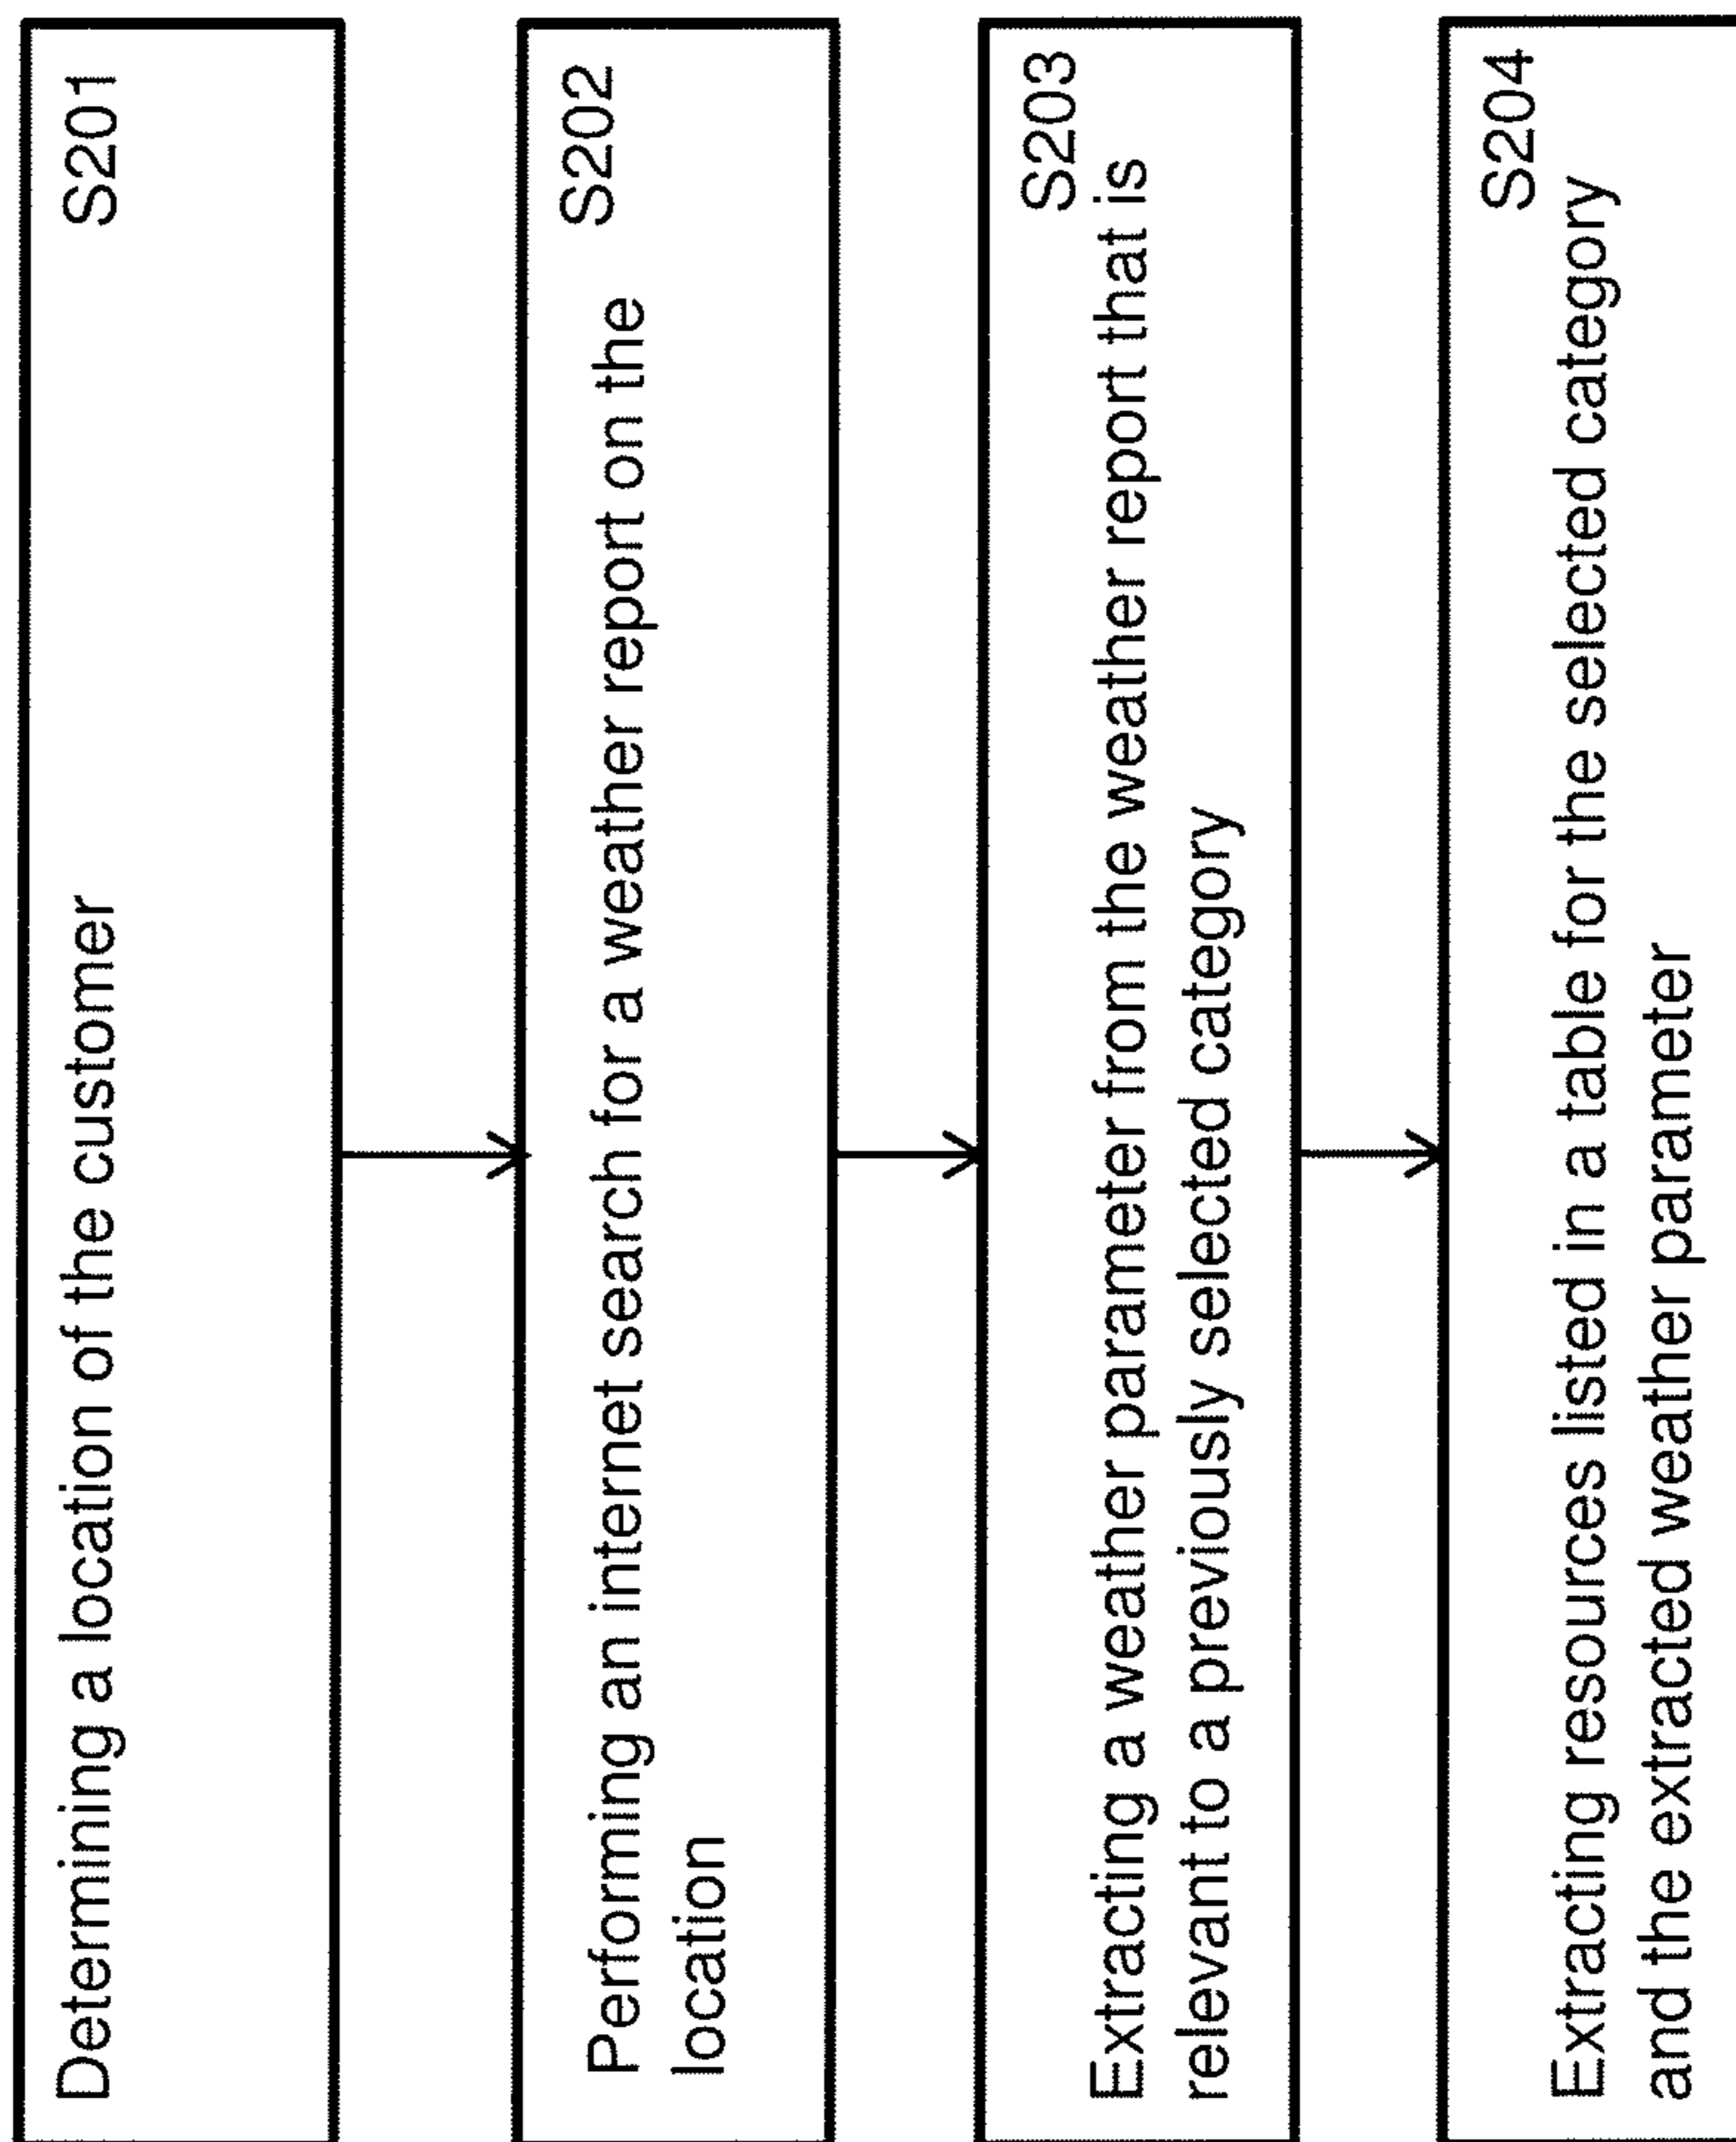 S201
Determining a location of the customer
S202
Performing an internet search for a weather report on the
location
S203
Extracting a weather parameter from the weather report that is
relevant to a previously selected category
S204
Extracting resources listed in a table for the selected category
and the extracted weather parameter